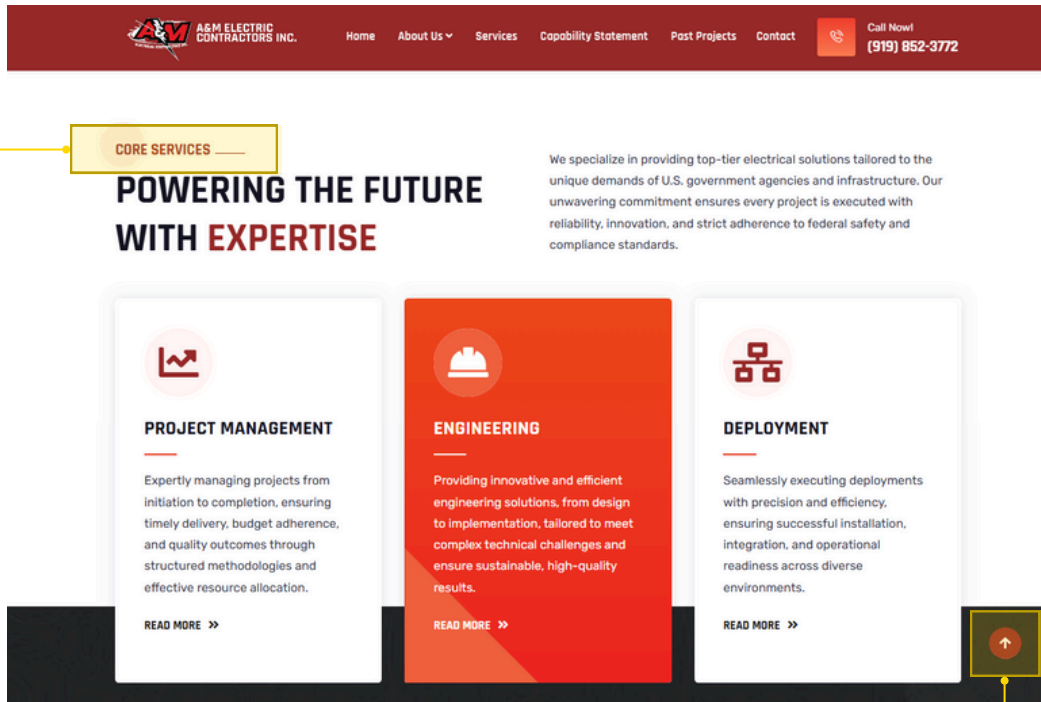 A&M
A&M ELECTRIC
CONTRACTORS INC.
Home About Us Services Capability Statement Past Projects Contact
Call Now!
(919) 852-3772
CORE SERVICES
POWERING THE FUTURE
WITH EXPERTISE
We specialize in providing top-tier electrical solutions tailored to the
unique demands of U.S. government agencies and infrastructure. Our
unwavering commitment ensures every project is executed with
reliability, innovation, and strict adherence to federal safety and
compliance standards.
PROJECT MANAGEMENT
Expertly managing projects from
initiation to completion, ensuring
timely delivery, budget adherence,
and quality outcomes through
structured methodologies and
effective resource allocation.
READ MORE »
ENGINEERING
Providing innovative and efficient
engineering solutions, from design
to implementation, tailored to meet
complex technical challenges and
ensure sustainable, high-quality
results.
READ MORE »
DEPLOYMENT
Seamlessly executing deployments
with precision and efficiency,
ensuring successful installation,
integration, and operational
readiness across diverse
environments.
READ MORE »